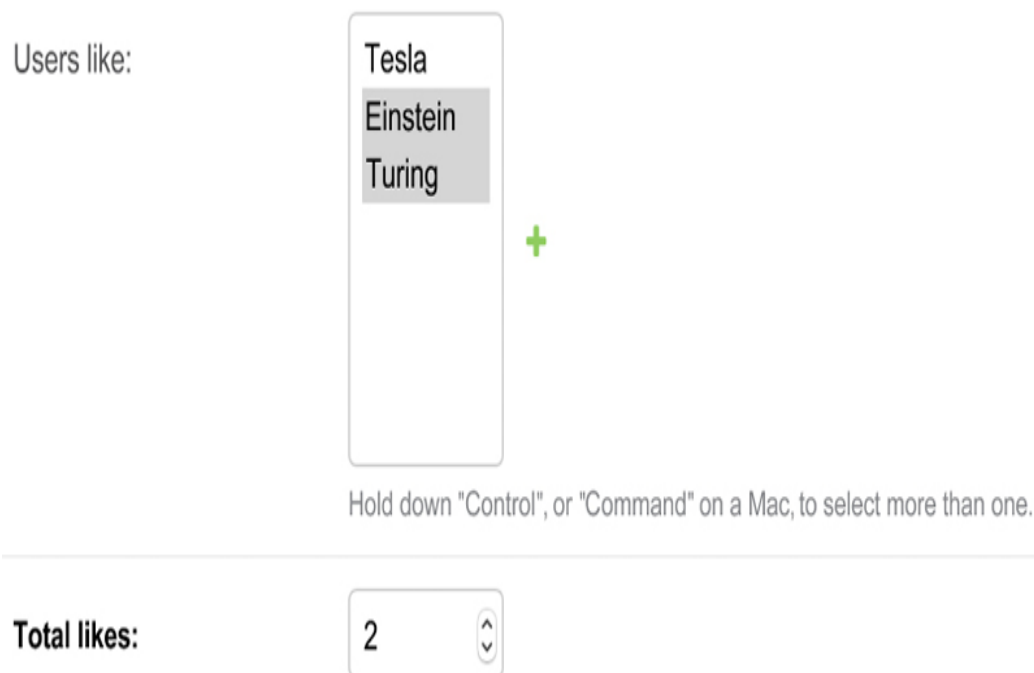 Users like:
Tesla
Einstein
Turing
Hold down "Control", or "Command" on a Mac, to select more than one.
Total likes:
2